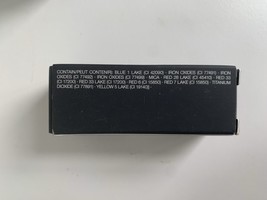 CONTAIN/PEUT CONTENIR): BLUE 1 LAKE (CI 42090) · IRON
OXIDES (CI 77491) · IRON
OXIDES (CI 77492) · IRON OXIDES (CI 77499) · MICA · RED 28 LAKE (CI 45410) · RED 30
LAKE (CI 73360) · RED 33 LAKE (CI 17200) · RED 6 (CI 15850) · RED 7 LAKE (CI 15850) · TITANIUM
DIOXIDE (CI 77891) · YELLOW 5 LAKE (CI 19140)